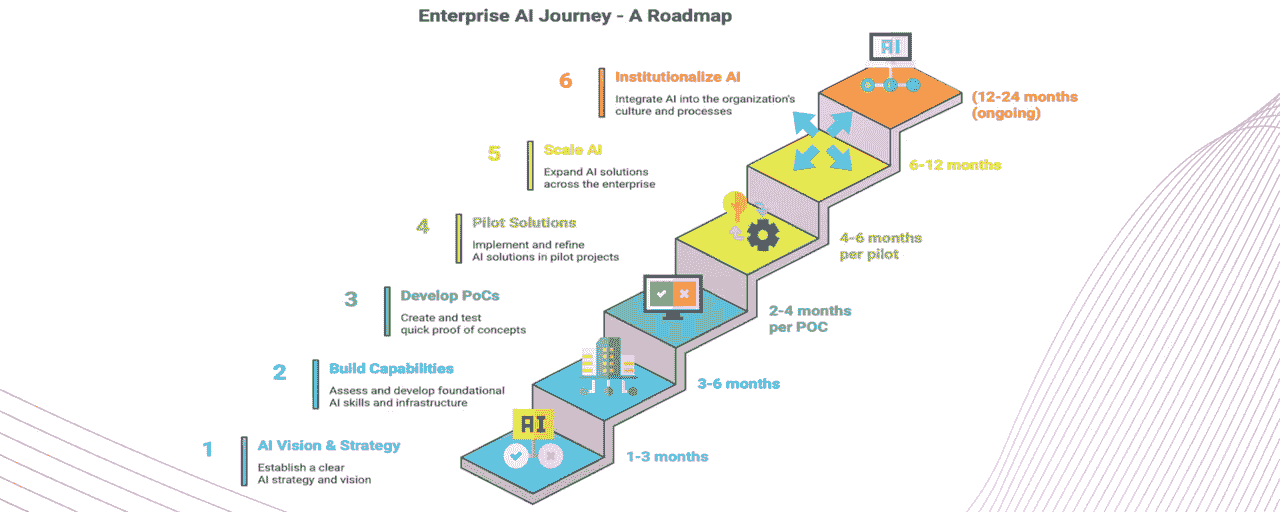 Enterprise AI Journey - A Roadmap
AI
6
Institutionalize AI
Integrate AI into the organization's
culture and processes
(12-24 months
(ongoing)
5
Scale AI
Expand AI solutions
across the enterprise
6-12 months
4
Pilot Solutions
Implement and refine
AI solutions in pilot projects
4-6 months
per pilot
3
Develop PoCs
Create and test
quick proof of concepts
2-4 months
per POC
2
Build Capabilities
Assess and develop foundational
AI skills and infrastructure
3-6 months
AI
1
AI Vision & Strategy
Establish a clear
AI strategy and vision
1-3 months